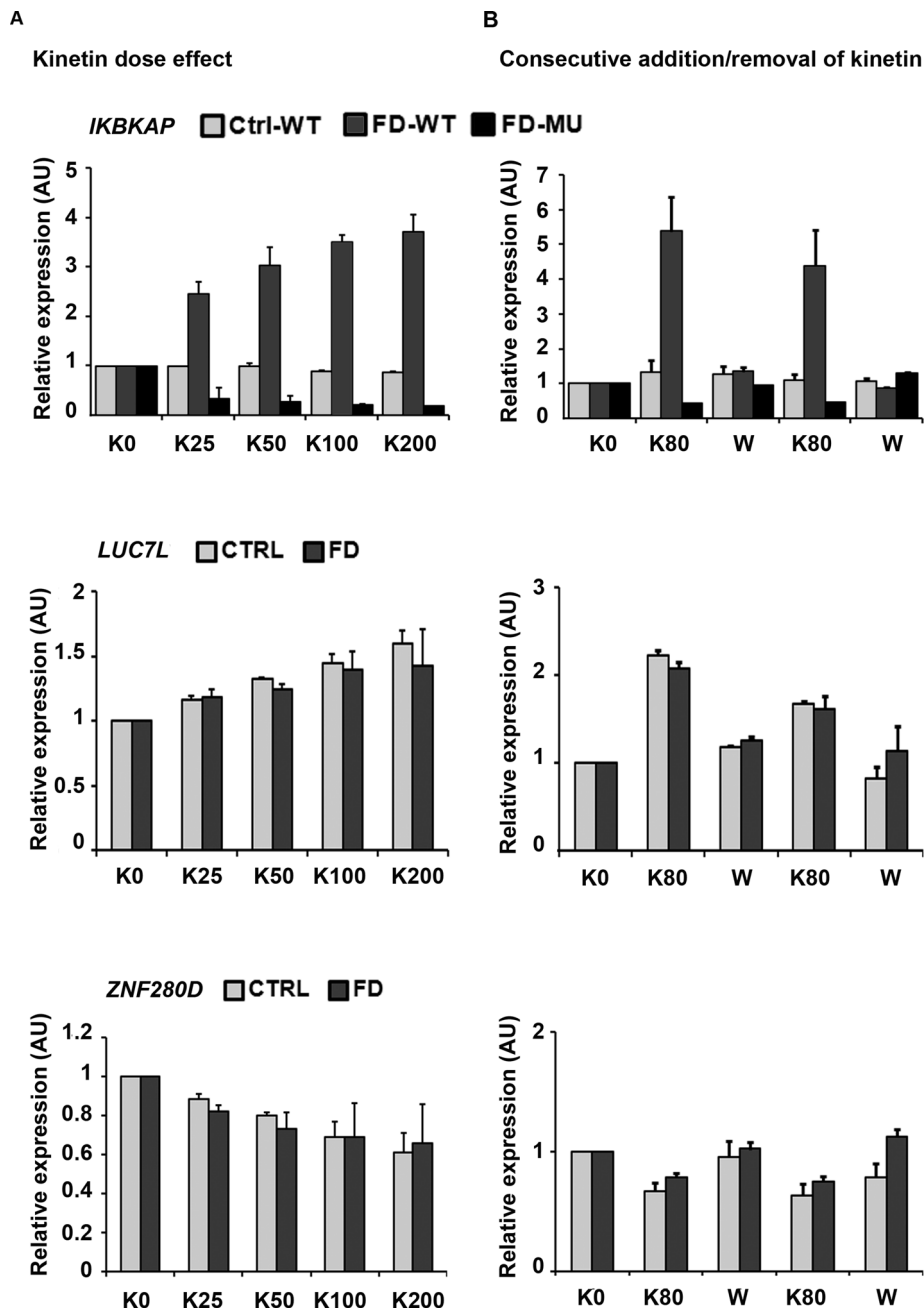 A
Kinetin dose effect
IKBKAP Ctrl-WT FD-WT FD-MU
Relative expression (AU)
5
4
3
2
1
0
K0 K25 K50 K100 K200
LUC7L CTRL FD
Relative expression (AU)
2
1.5
1
0.5
0
K0 K25 K50 K100 K200
ZNF280D CTRL FD
Relative expression (AU)
1.2
1
0.8
0.6
0.4
0.2
0
K0 K25 K50 K100 K200
B
Consecutive addition/removal of kinetin
Relative expression (AU)
7
6
5
4
3
2
1
0
K0 K80 W K80 W
Relative expression (AU)
3
2
1
0
K0 K80 W K80 W
Relative expression (AU)
2
1
0
K0 K80 W K80 W